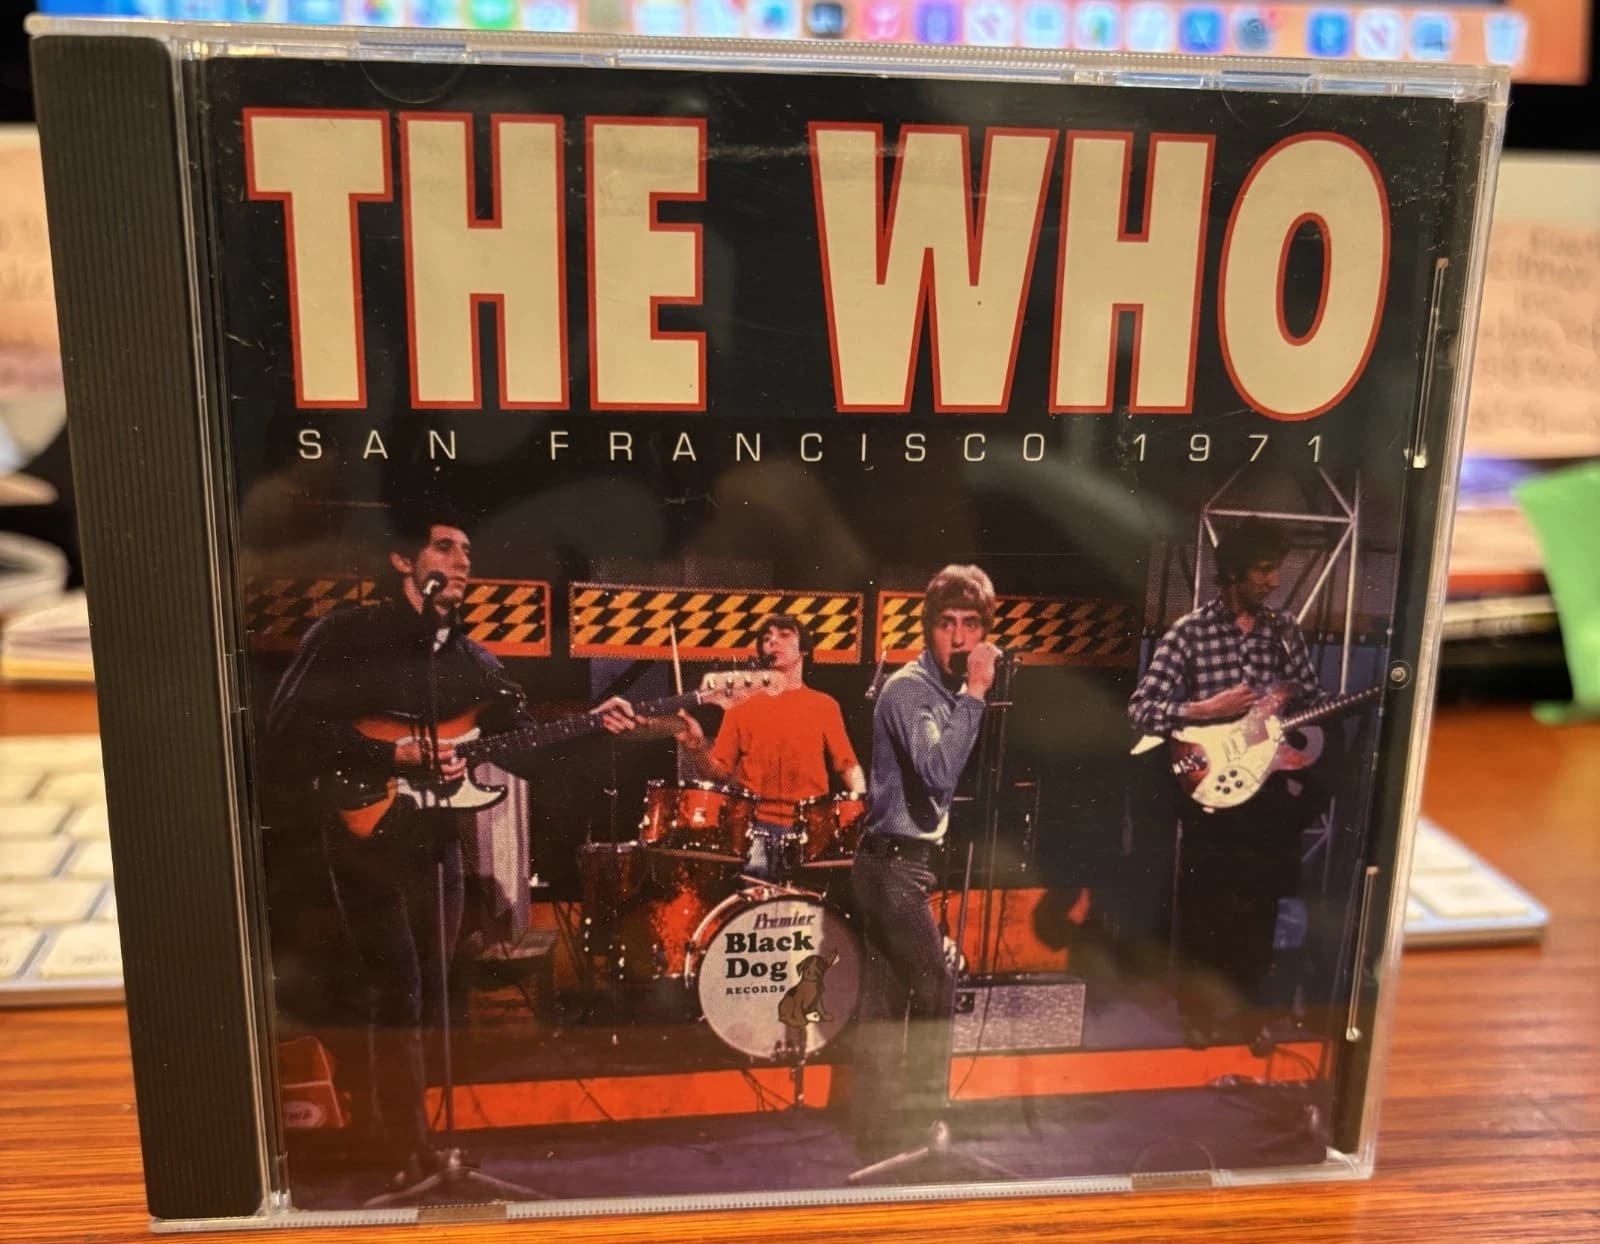 THE WHO
SAN FRANCISCO 1971
Premier
Black
Dog
RECORDS